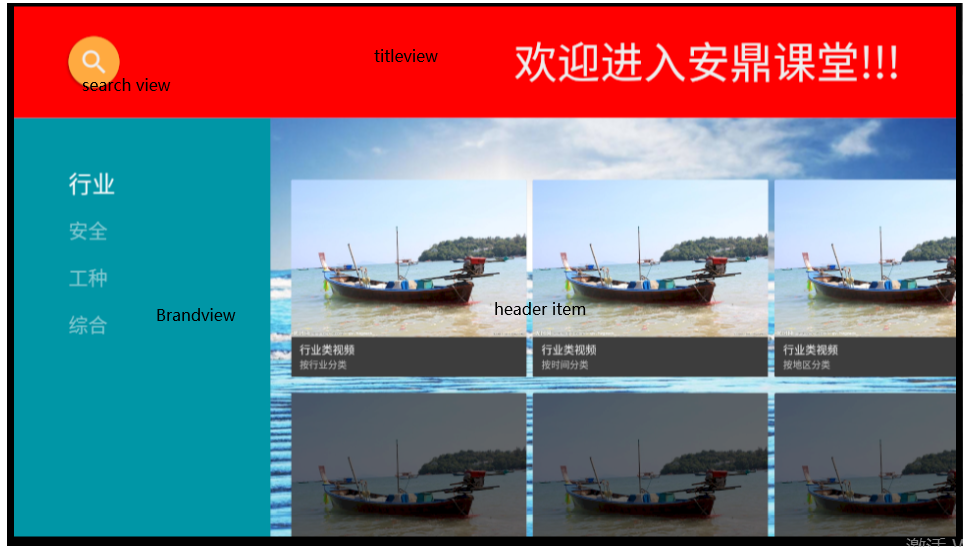 titleview
欢迎进入安鼎课堂!!!
search view
行业
安全
工种
综合
Brandview
header item
行业类视频
按行业分类
行业类视频
按时间分类
行业类视频
按地区分类
激活